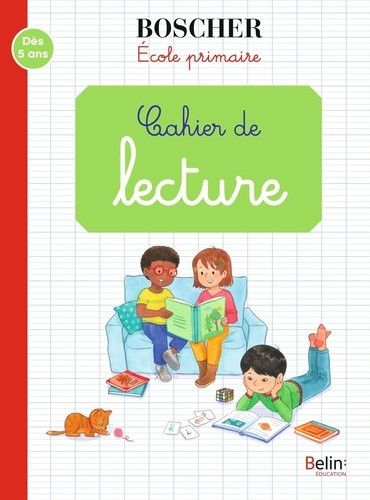 BOSCHER
École primaire
Dès
5 ans
Cahier de
lecture
Belin:
ÉDUCATION